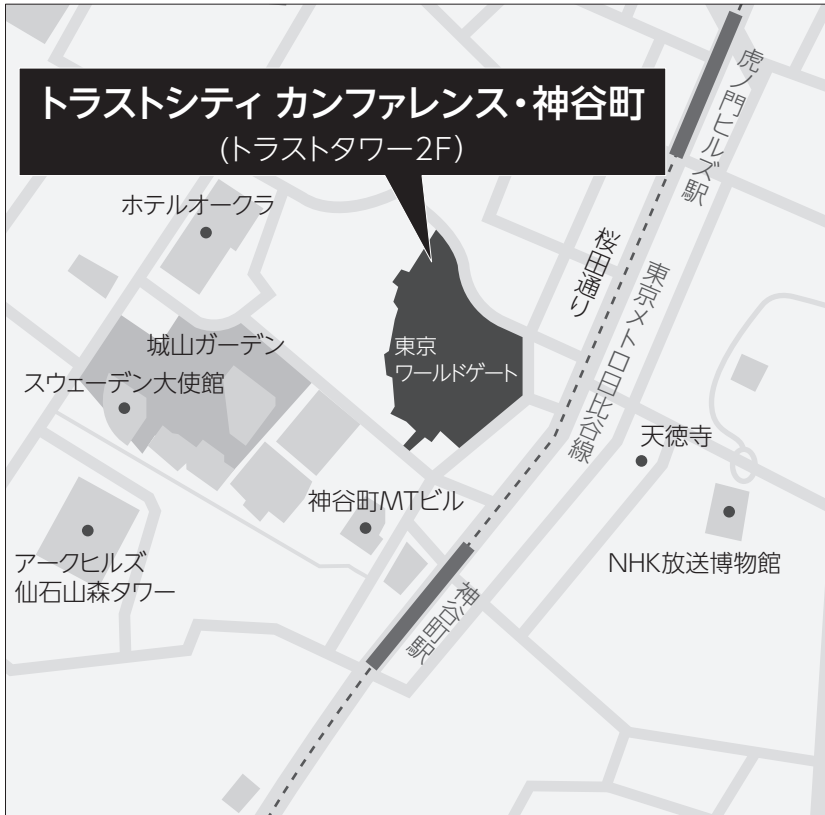 トラストシティ カンファレンス・神谷町
(トラストタワー2F)
虎ノ門ヒルズ駅
ホテルオークラ
桜田通り
東京メトロ日比谷線
城山ガーデン
東京
ワールドゲート
スウェーデン大使館
天徳寺
神谷町MTビル
アークヒルズ
仙石山森タワー
NHK放送博物館
神谷町駅